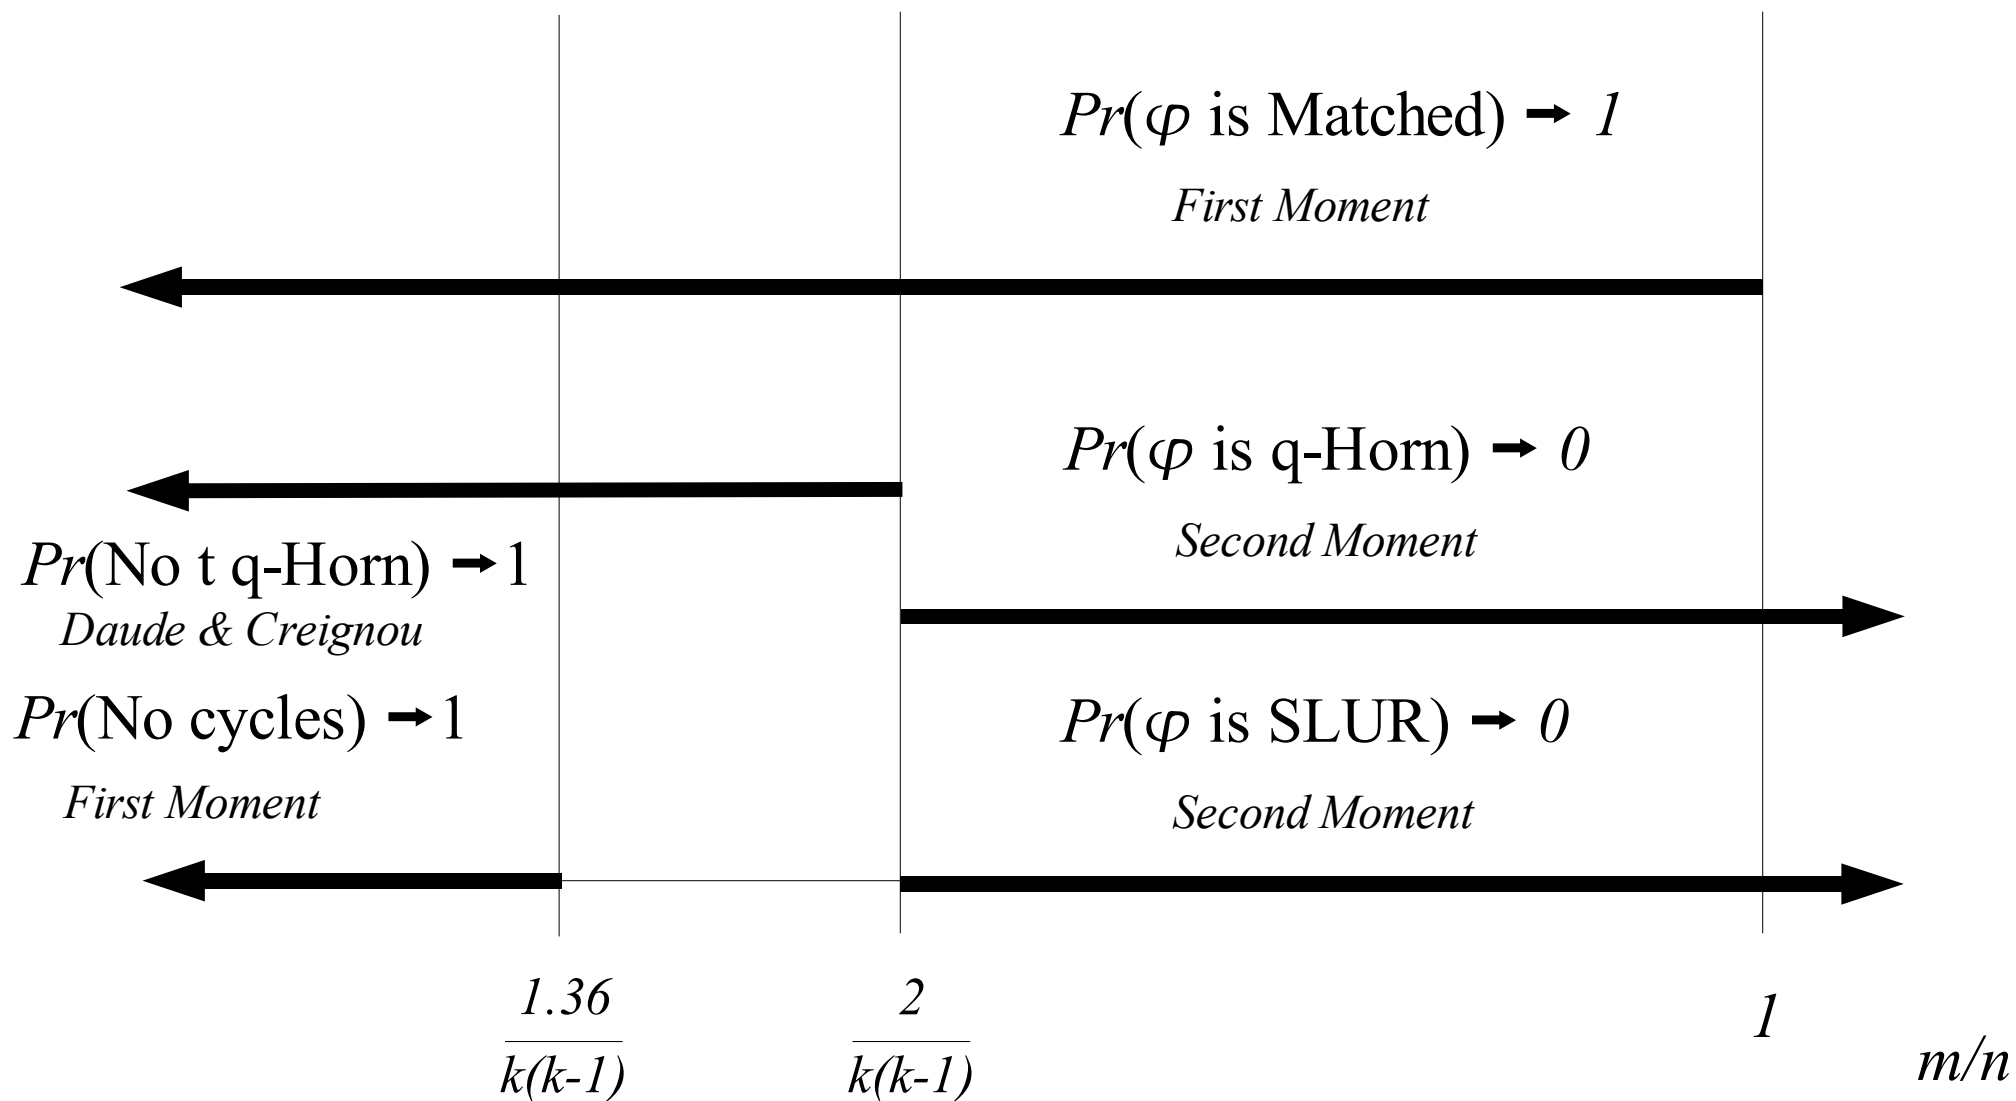 Pr(φ is Matched) → 1
First Moment
Pr(φ is q-Horn) → 0
Second Moment
Pr(No t q-Horn) →1
Daude & Creignou
Pr(No cycles) →1
First Moment
Pr(φ is SLUR) → 0
Second Moment
1.36
k(k-1)
2
k(k-1)
1
m/n